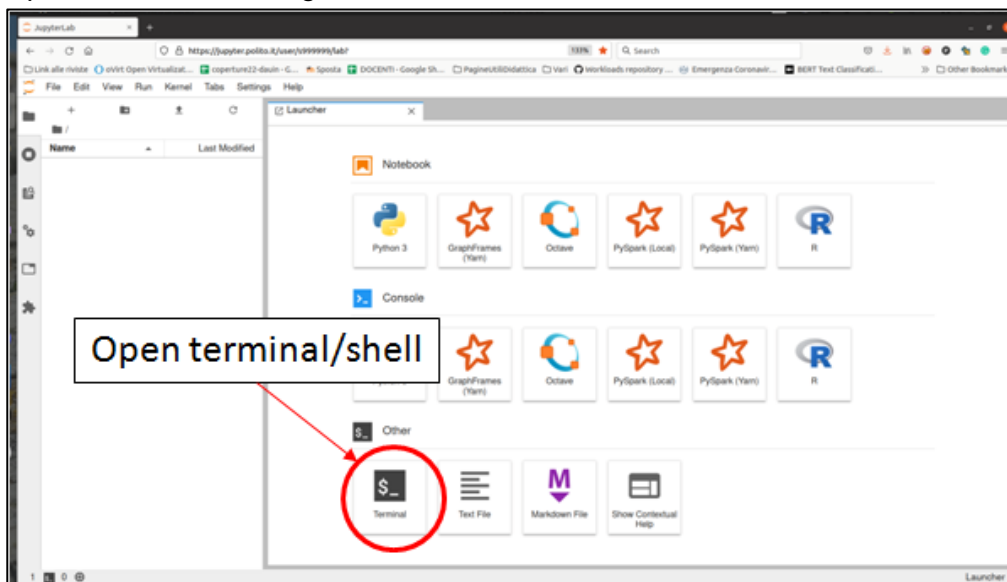 JupyterLab
https://jupyter.polito.it/user/s999999/lab?
133%
Search
Link alle riviste
oVirt Open Virtualizat...
coperture22-dauin - G...
Sposta
DOCENTI - Google Sh...
PagineUtiliDidattica
Vari
Workloads repository ...
Emergenza Coronavir...
BERT Text Classificati...
Other Bookmark
File Edit View Run Kernel Tabs Settings Help
Launcher
/
Name
Last Modified
Notebook
Python 3
GraphFrames
(Yarn)
Octave
PySpark (Local)
PySpark (Yarn)
R
Console
Open terminal/shell
GraphFrames
(Yarn)
Octave
PySpark (Local)
PySpark (Yarn)
R
Other
$_
Terminal
Text File
Markdown File
Show Contextual
Help
1
0
Launcher